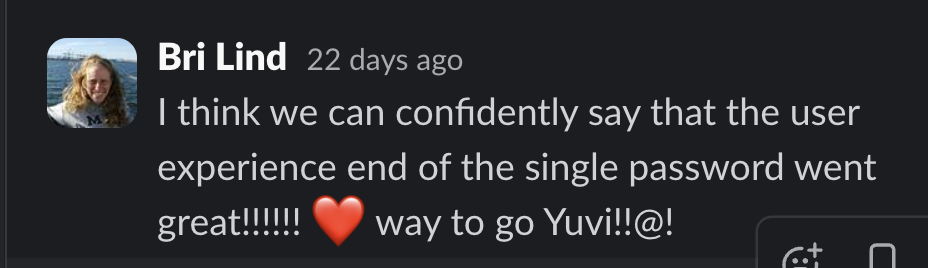 Bri Lind 22 days ago
I think we can confidently say that the user
experience end of the single password went
great!!!!!! ❤️ way to go Yuvi!!@!